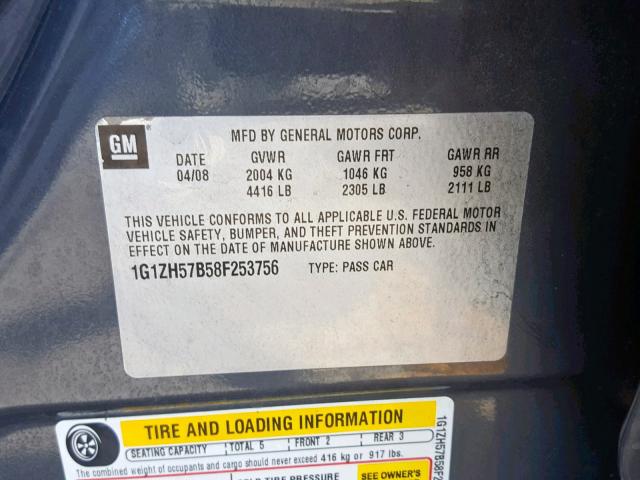 GM
MFD BY GENERAL MOTORS CORP.
DATE GVWR GAWR FRT GAWR RR
04/08 2004 KG 1046 KG 958 KG
4416 LB 2305 LB 2111 LB
THIS VEHICLE CONFORMS TO ALL APPLICABLE U.S. FEDERAL MOTOR
VEHICLE SAFETY, BUMPER, AND THEFT PREVENTION STANDARDS IN
EFFECT ON THE DATE OF MANUFACTURE SHOWN ABOVE.
1G1ZH57B58F253756 TYPE: PASS CAR
TIRE AND LOADING INFORMATION
SEATING CAPACITY TOTAL 5 FRONT 2 REAR 3
The combined weight of occupants and cargo should never exceed 416 kg or 917 lbs.
COLD TIRE PRESSURE
SEE OWNER'S
1G1ZH57B58F2